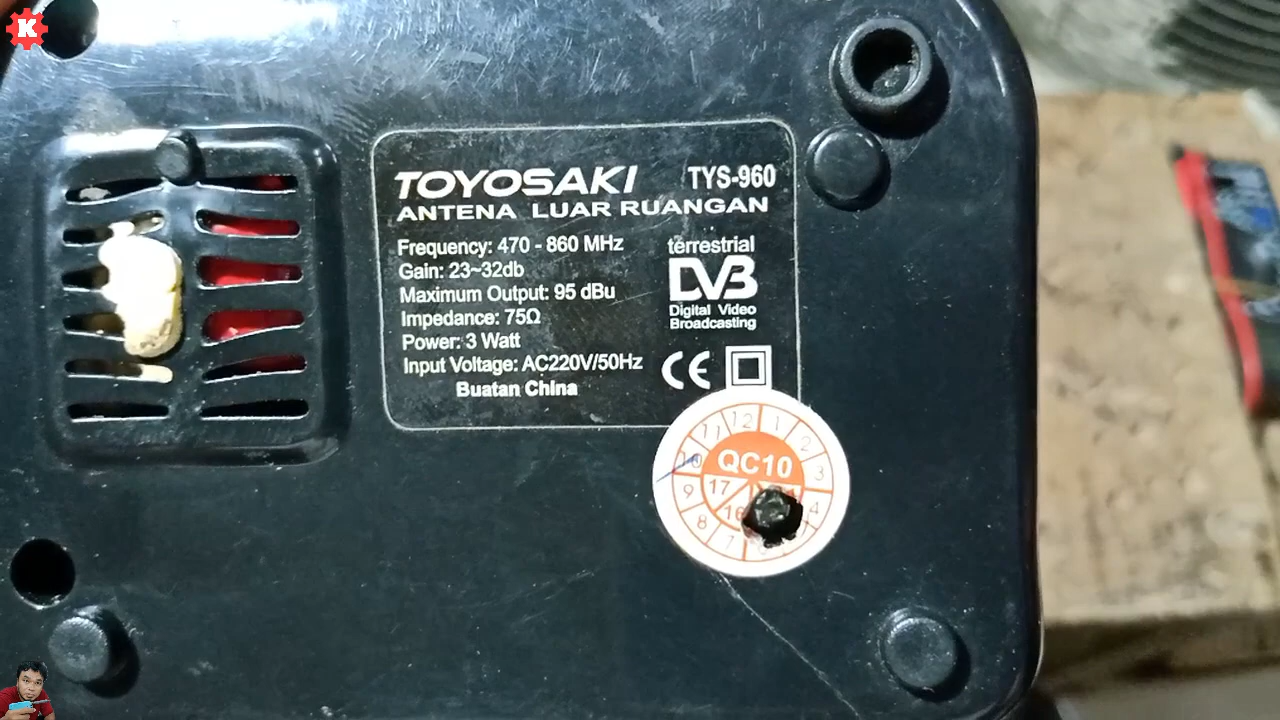 K
TOYOSAKI TYS-960
ANTENA LUAR RUANGAN
Frequency: 470 - 860 MHz
Gain: 23~32db
Maximum Output: 95 dBu
Impedance: 75Ω
Power: 3 Watt
Input Voltage: AC220V/50Hz
Buatan China
terrestrial
DVB
Digital Video
Broadcasting
CE
11 12 1 2 3 4 7 8 9 10
QC10
17 16